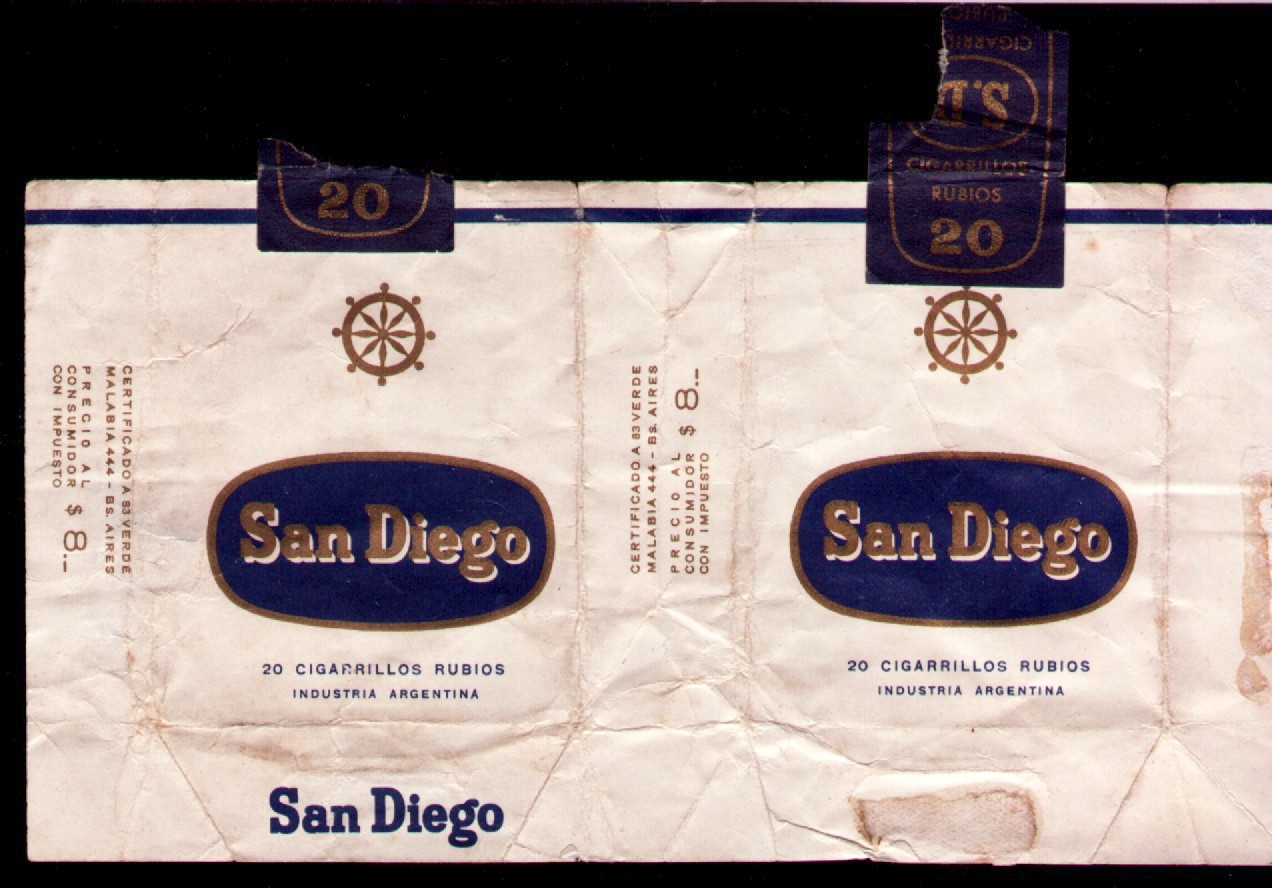 20
CERTIFICADO A 83 VERDE
MALABIA 444 - BS. AIRES
PRECIO AL
CONSUMIDOR $ 8.--
CON IMPUESTO
San Diego
20 CIGARRILLOS RUBIOS
INDUSTRIA ARGENTINA
San Diego
CERTIFICADO A 83 VERDE
MALABIA 444 - Bs. AIRES
PRECIO AL
CONSUMIDOR $ 8.--
CON IMPUESTO
S.D
CIGARRILLOS
RUBIOS
20
San Diego
20 CIGARRILLOS RUBIOS
INDUSTRIA ARGENTINA